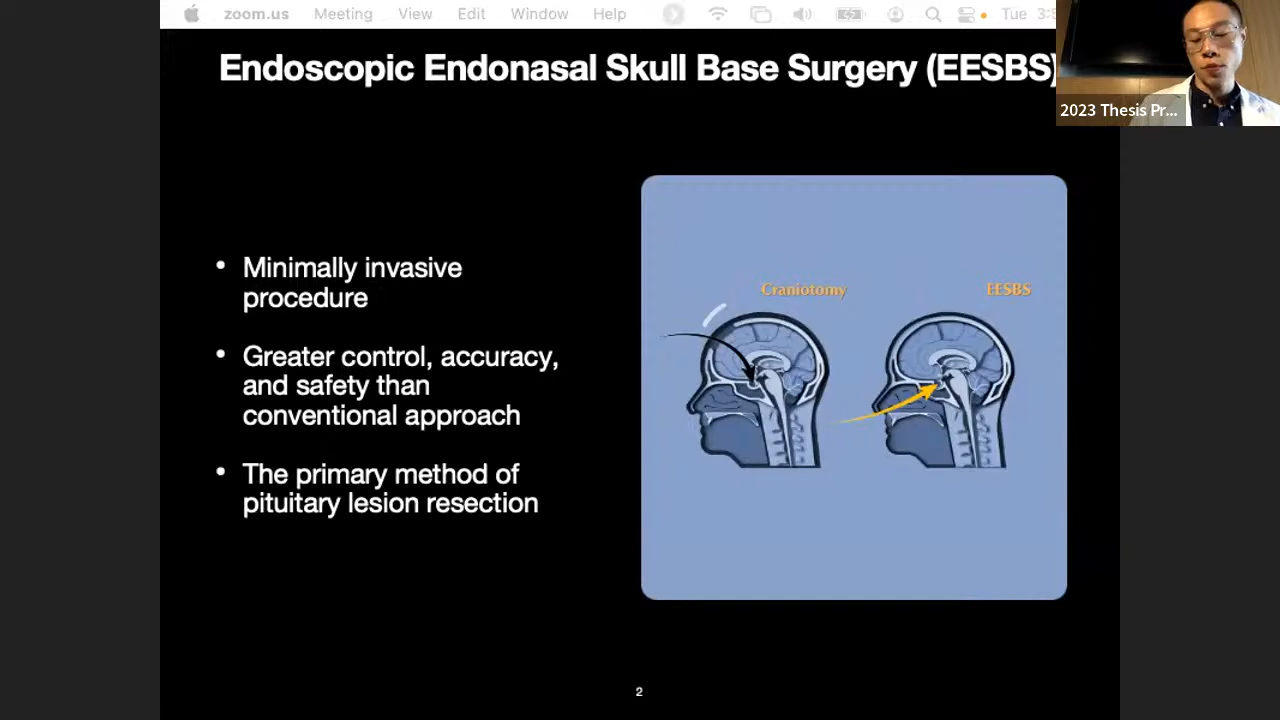 zoom.us Meeting View Edit Window Help Tue 3:
Endoscopic Endonasal Skull Base Surgery (EESBS)
2023 Thesis Pr...
• Minimally invasive
procedure
• Greater control, accuracy,
and safety than
conventional approach
• The primary method of
pituitary lesion resection
Craniotomy
EESBS
2